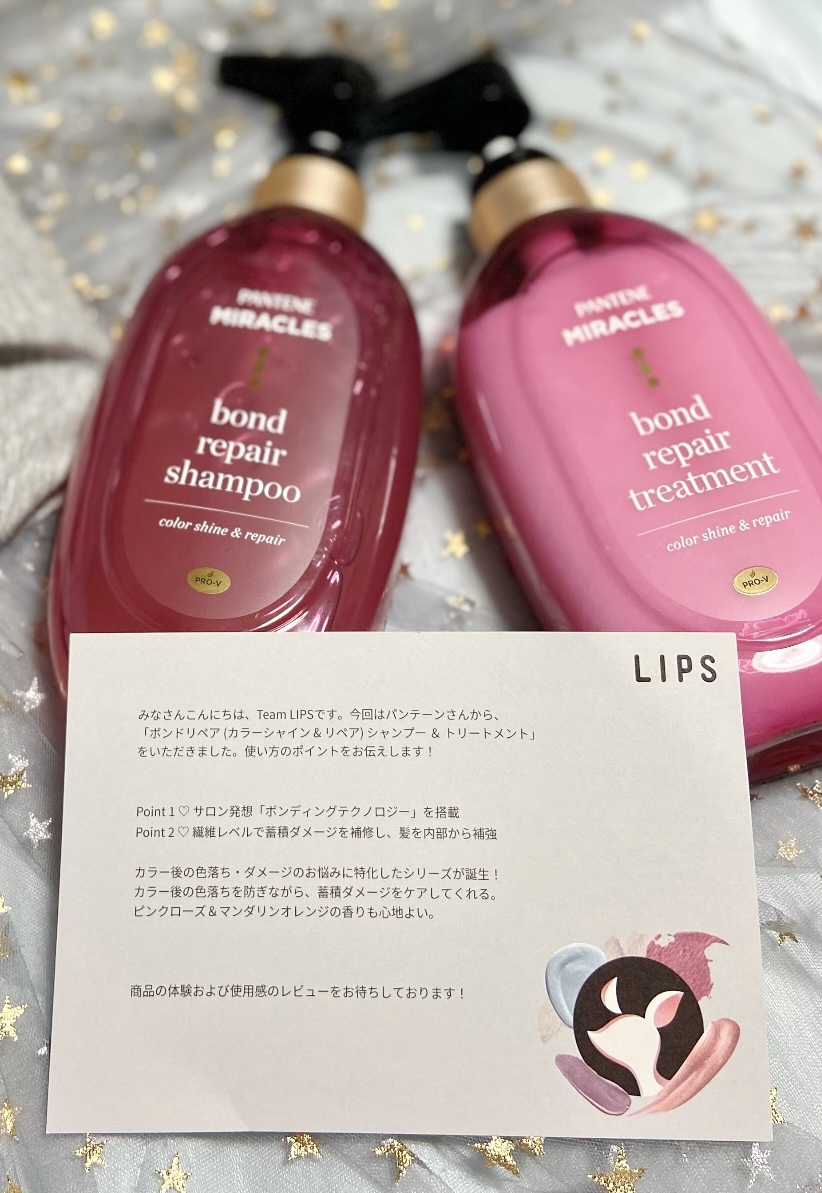 PANTENE
MIRACLES
bond
repair
shampoo
color shine & repair
PRO-V
PANTENE
MIRACLES
bond
repair
treatment
color shine & repair
PRO-V
LIPS
みなさんこんにちは、Team LIPSです。今回はパンテーンさんから、
「ボンドリペア (カラーシャイン & リペア) シャンプー & トリートメント」
をいただきました。使い方のポイントをお伝えします！
Point 1 ♡ サロン発想「ボンディングテクノロジー」を搭載
Point 2 ♡ 繊維レベルで蓄積ダメージを補修し、髪を内部から補強
カラー後の色落ち・ダメージのお悩みに特化したシリーズが誕生！
カラー後の色落ちを防ぎながら、蓄積ダメージをケアしてくれる。
ピンクローズ＆マンダリンオレンジの香りも心地よい。
商品の体験および使用感のレビューをお待ちしております！